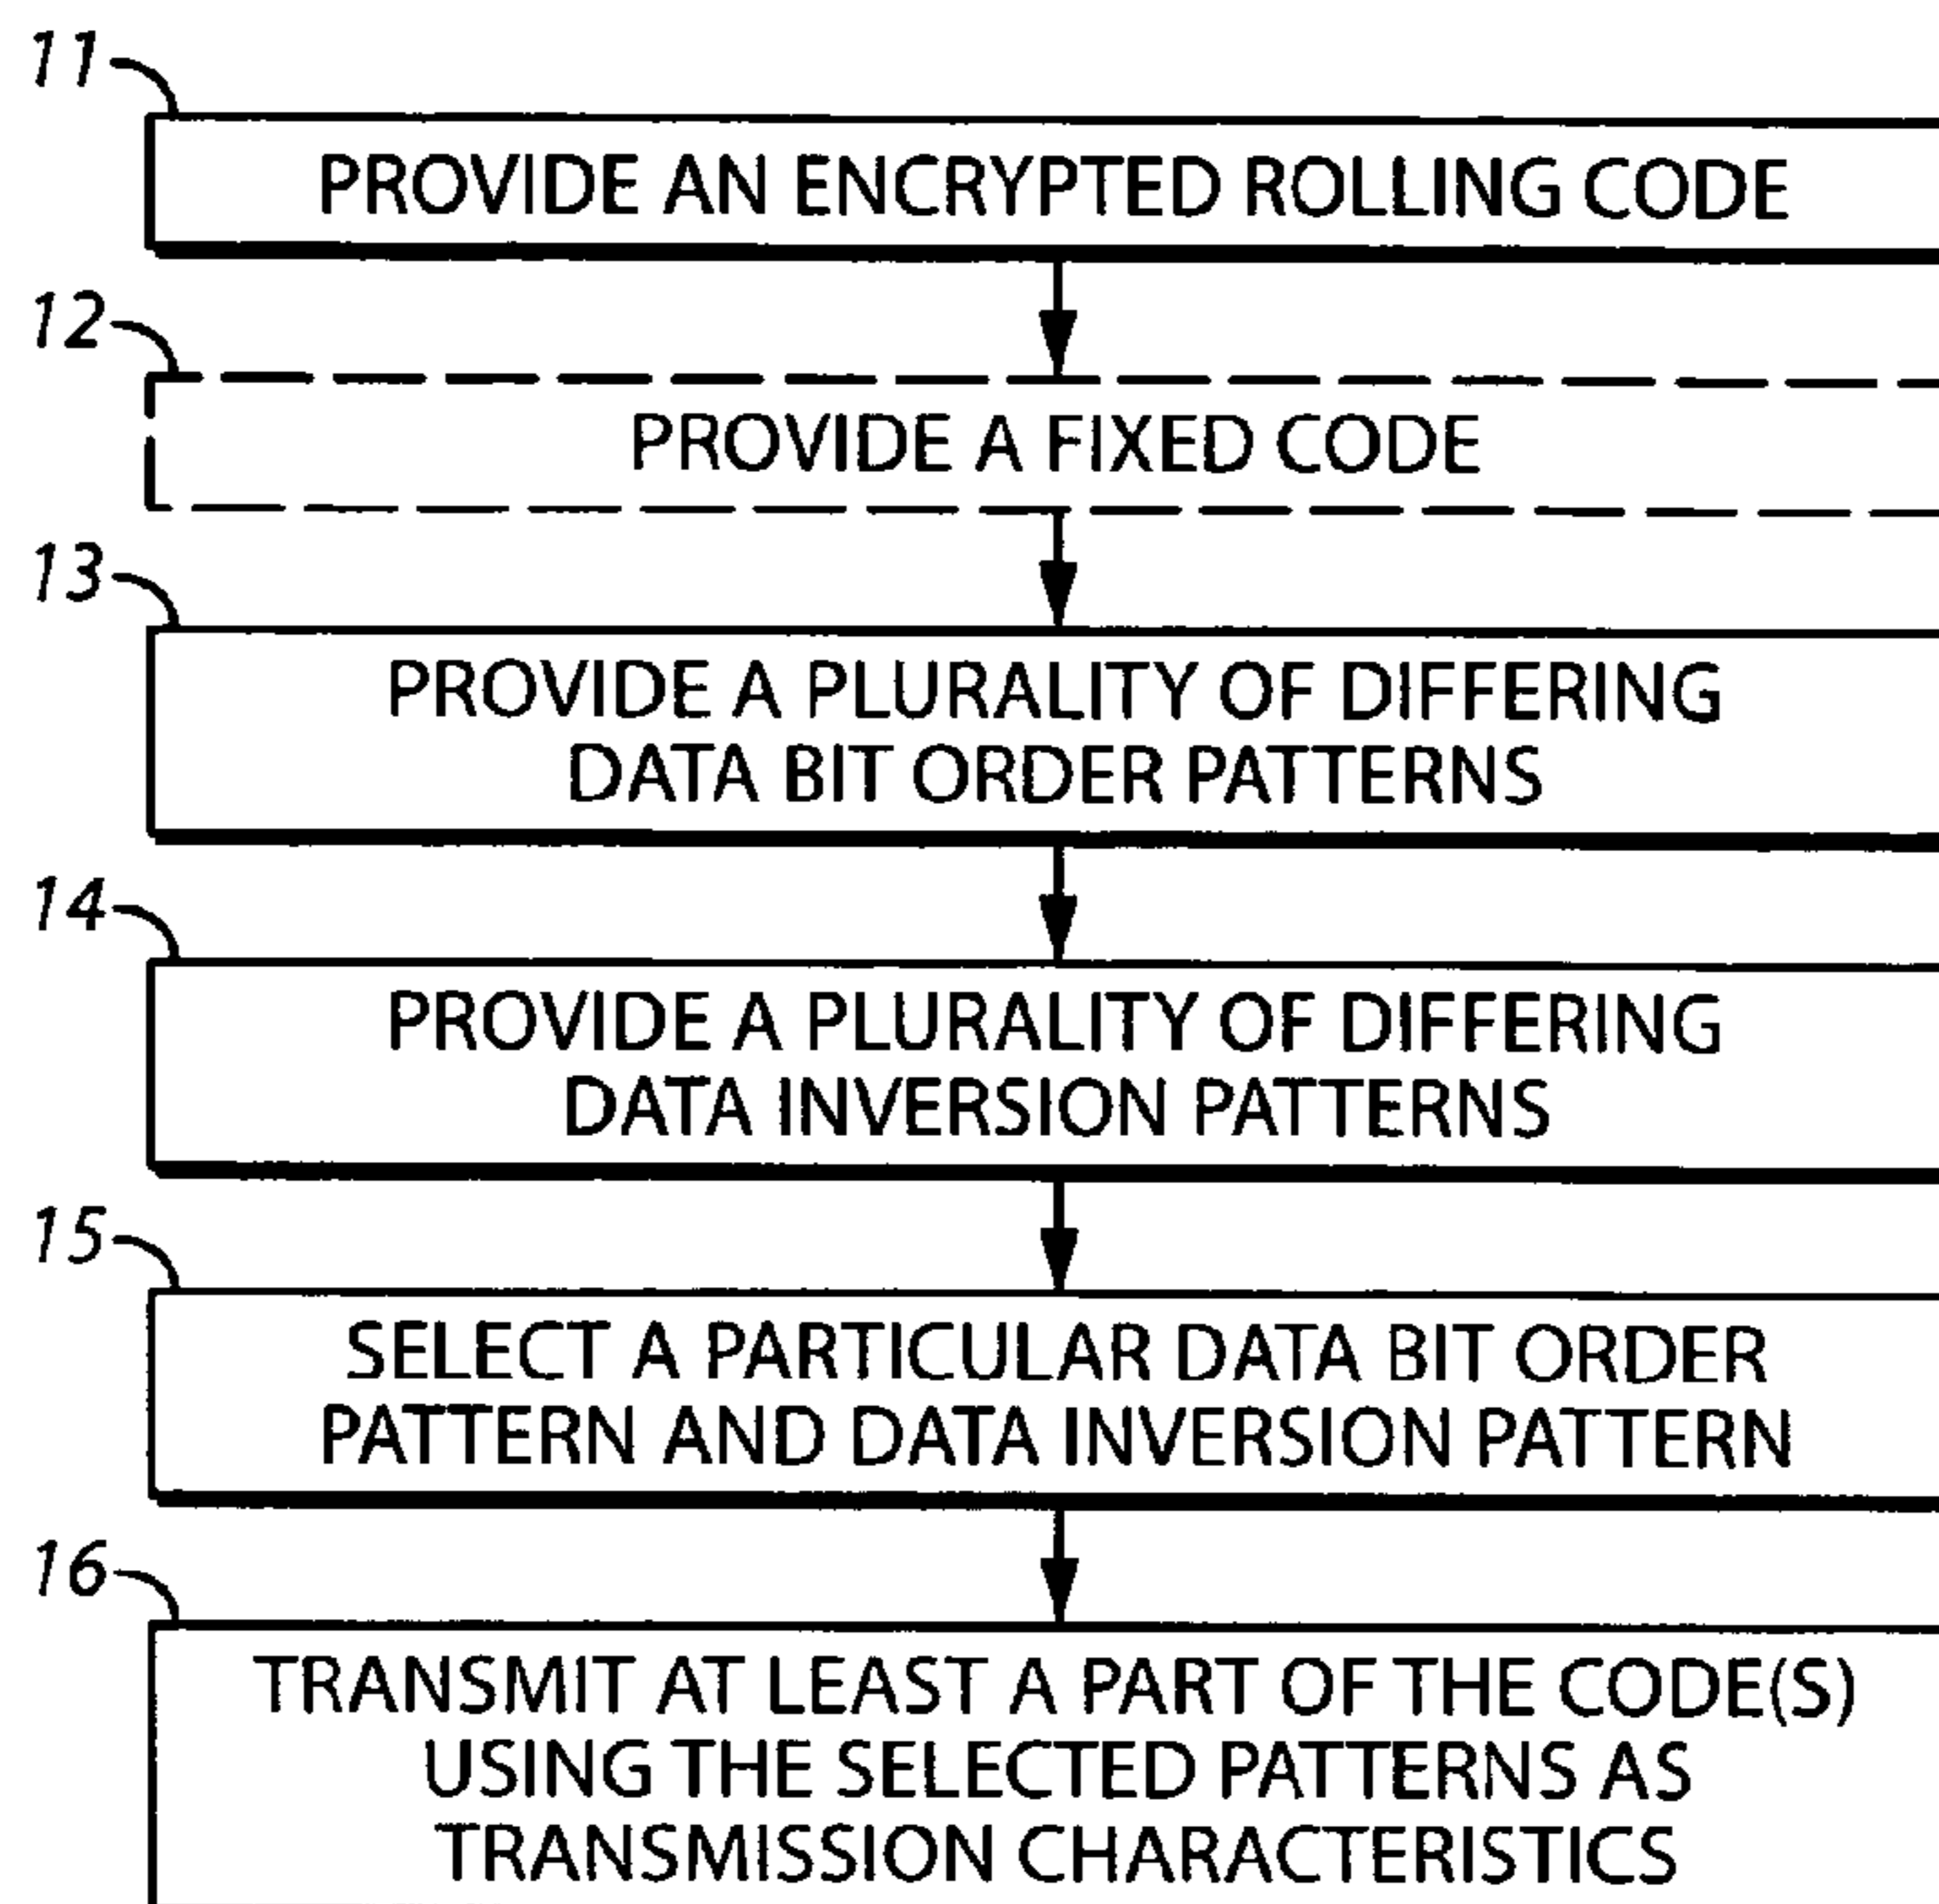 11
PROVIDE AN ENCRYPTED ROLLING CODE
12
PROVIDE A FIXED CODE
13
PROVIDE A PLURALITY OF DIFFERING
DATA BIT ORDER PATTERNS
14
PROVIDE A PLURALITY OF DIFFERING
DATA INVERSION PATTERNS
15
SELECT A PARTICULAR DATA BIT ORDER
PATTERN AND DATA INVERSION PATTERN
16
TRANSMIT AT LEAST A PART OF THE CODE(S)
USING THE SELECTED PATTERNS AS
TRANSMISSION CHARACTERISTICS